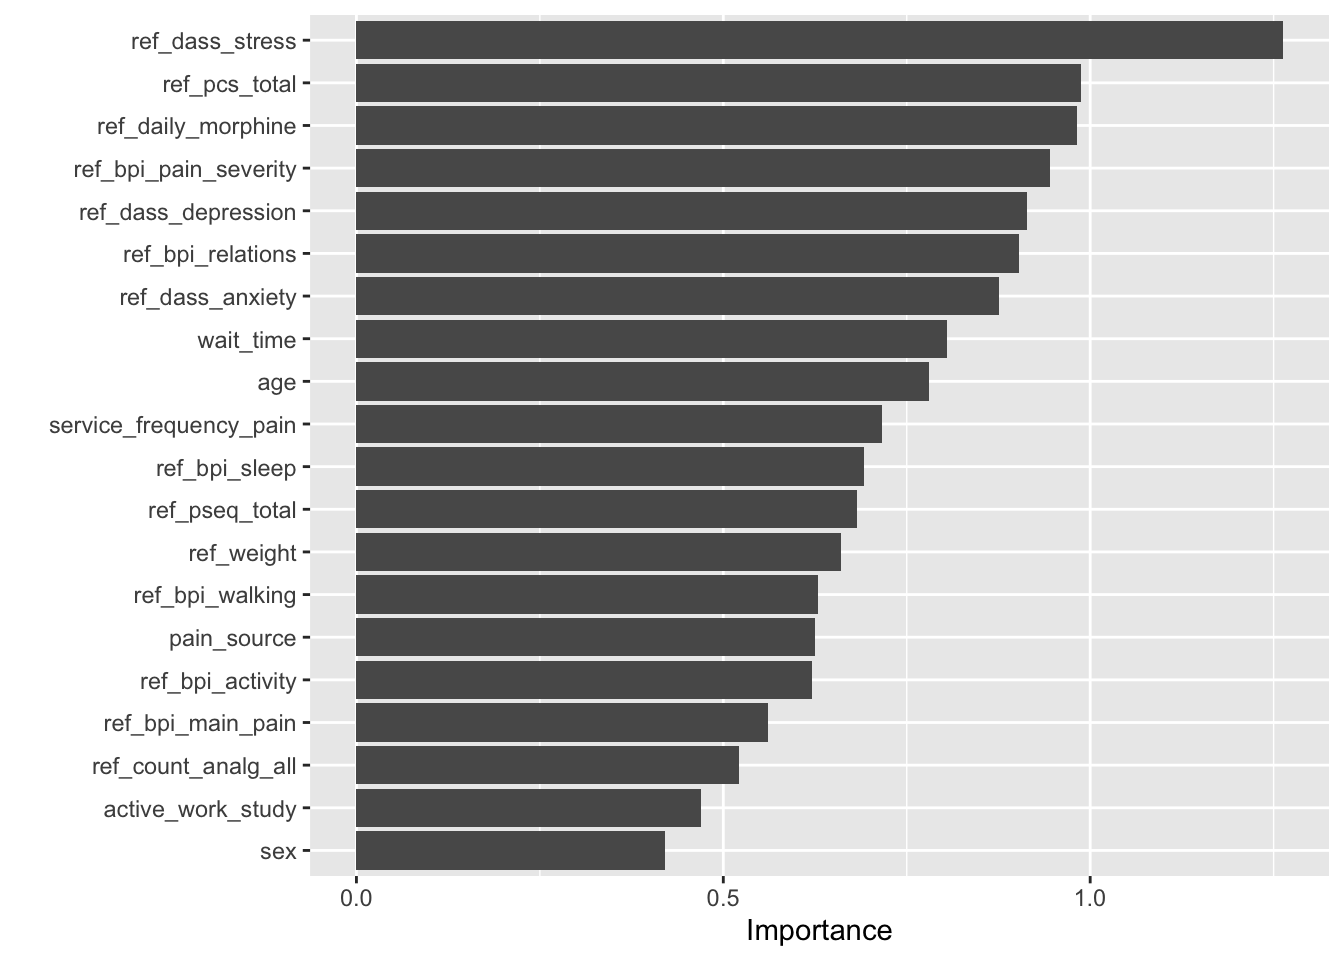 ref_dass_stress
ref_pcs_total
ref_daily_morphine
ref_bpi_pain_severity
ref_dass_depression
ref_bpi_relations
ref_dass_anxiety
wait_time
age
service_frequency_pain
ref_bpi_sleep
ref_pseq_total
ref_weight
ref_bpi_walking
pain_source
ref_bpi_activity
ref_bpi_main_pain
ref_count_analg_all
active_work_study
sex
0.0 0.5 1.0
Importance